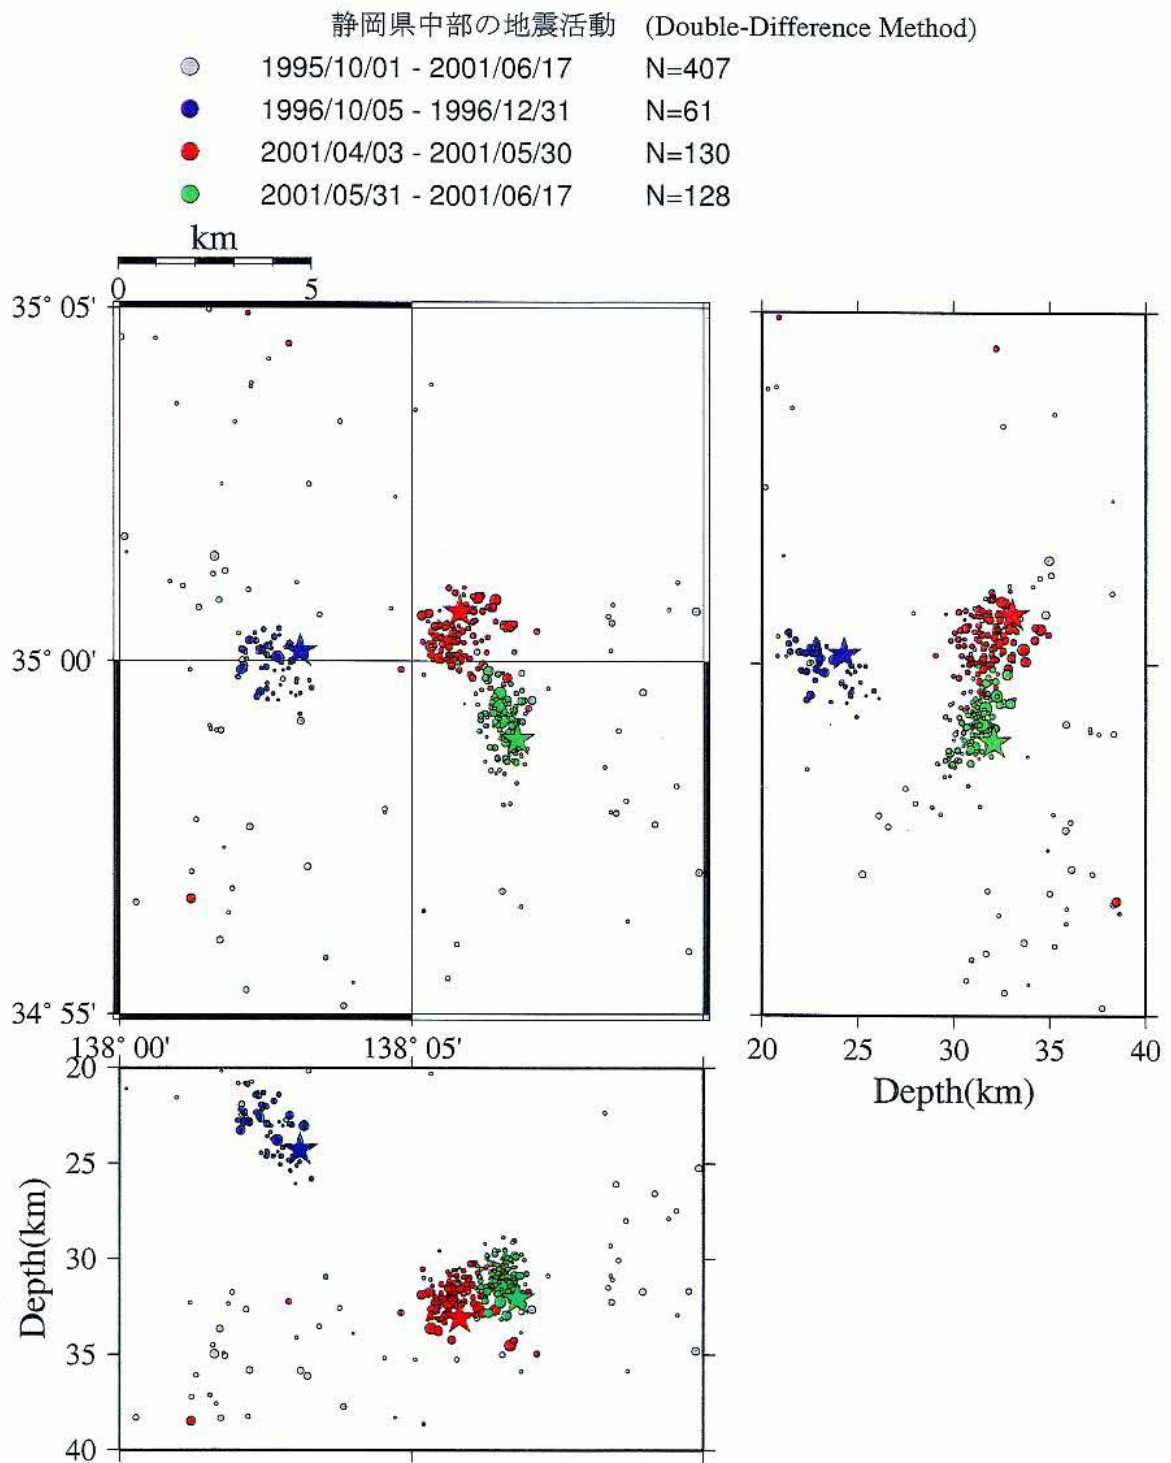 静岡県中部の地震活動 (Double-Difference Method)
1995/10/01 - 2001/06/17 N=407
1996/10/05 - 1996/12/31 N=61
2001/04/03 - 2001/05/30 N=130
2001/05/31 - 2001/06/17 N=128
km
0 5
35° 05'
35° 00'
34° 55'
138° 00' 138° 05'
20 25 30 35 40
Depth(km)
20
25
30
35
40
Depth(km)